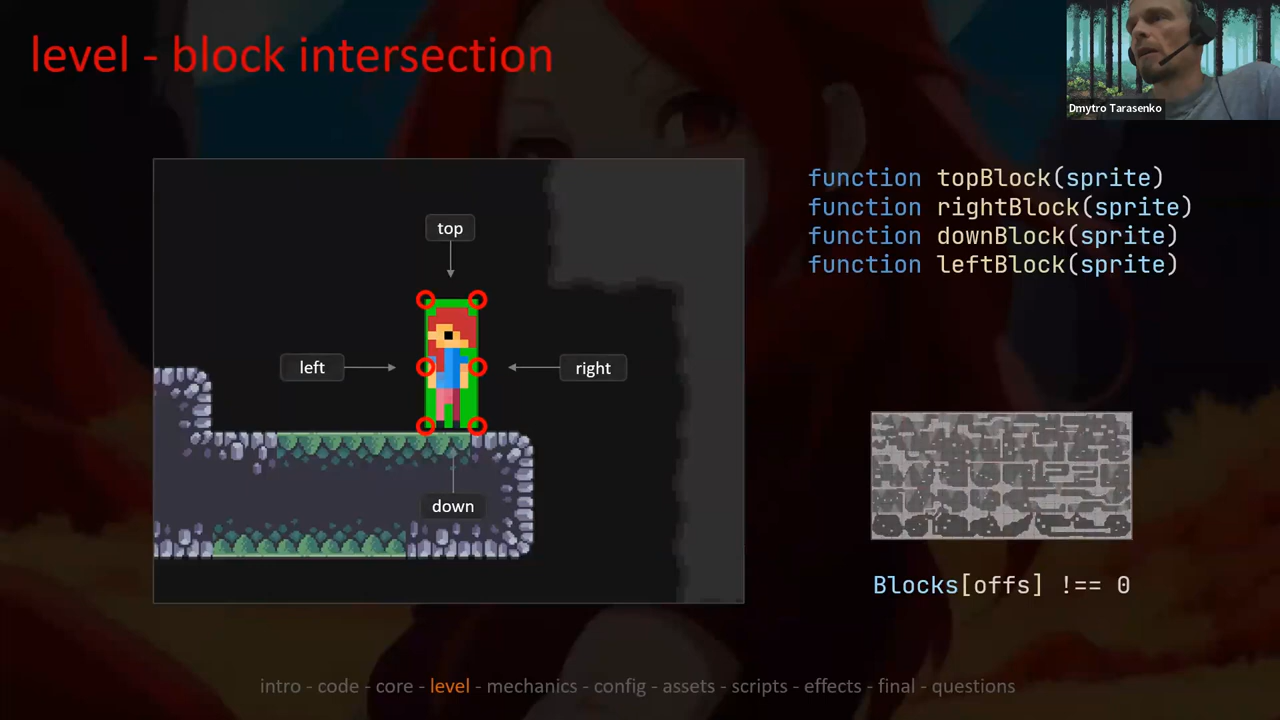 level - block intersection
Dmytro Tarasenko
function topBlock(sprite)
function rightBlock(sprite)
function downBlock(sprite)
function leftBlock(sprite)
top
left
right
down
Blocks[offs] !== 0
intro - code - core - level - mechanics - config - assets - scripts - effects - final - questions